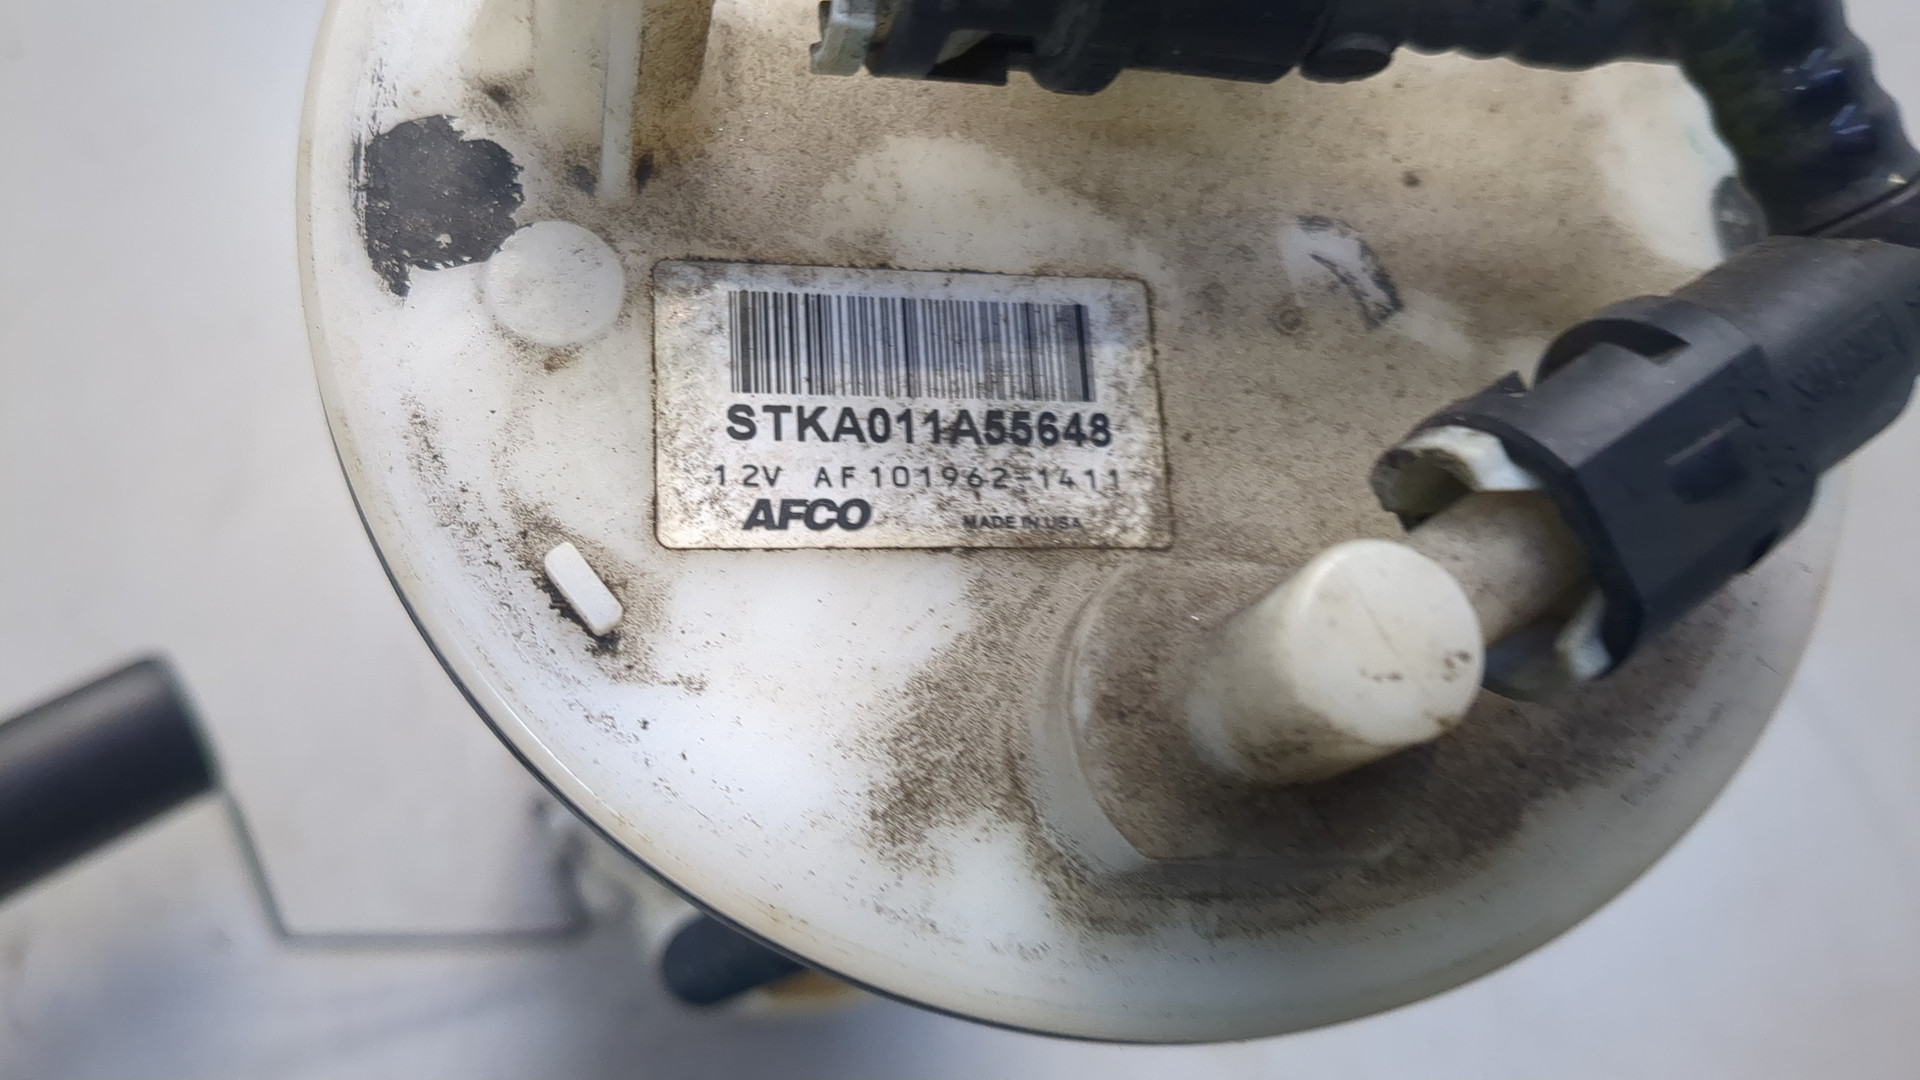 STKA011A55648
12V AF101962-1411
AFCO MADE IN USA